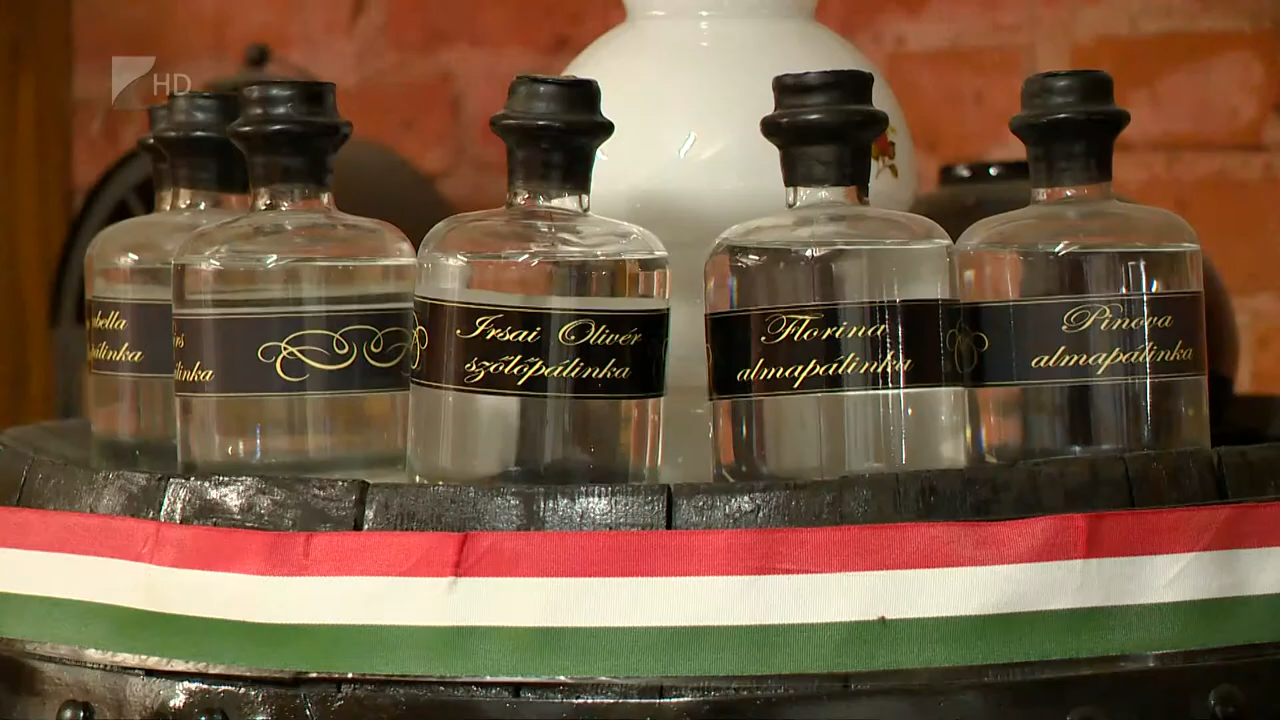 HD
Irsai Olivér
szőlőpálinka
Florina
almapálinka
Pinova
almapálinka